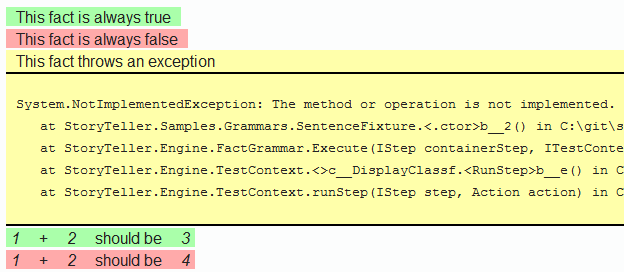 This fact is always true
This fact is always false
This fact throws an exception
System.NotImplementedException: The method or operation is not implemented.
at StoryTeller.Samples.Grammars.SentenceFixture.<.ctor>b__2() in C:\git\s
at StoryTeller.Engine.FactGrammar.Execute(IStep containerStep, ITestConte
at StoryTeller.Engine.TestContext.<>c__DisplayClassf.<RunStep>b__e() in C
at StoryTeller.Engine.TestContext.runStep(IStep step, Action action) in C
1 + 2 should be 3
1 + 2 should be 4